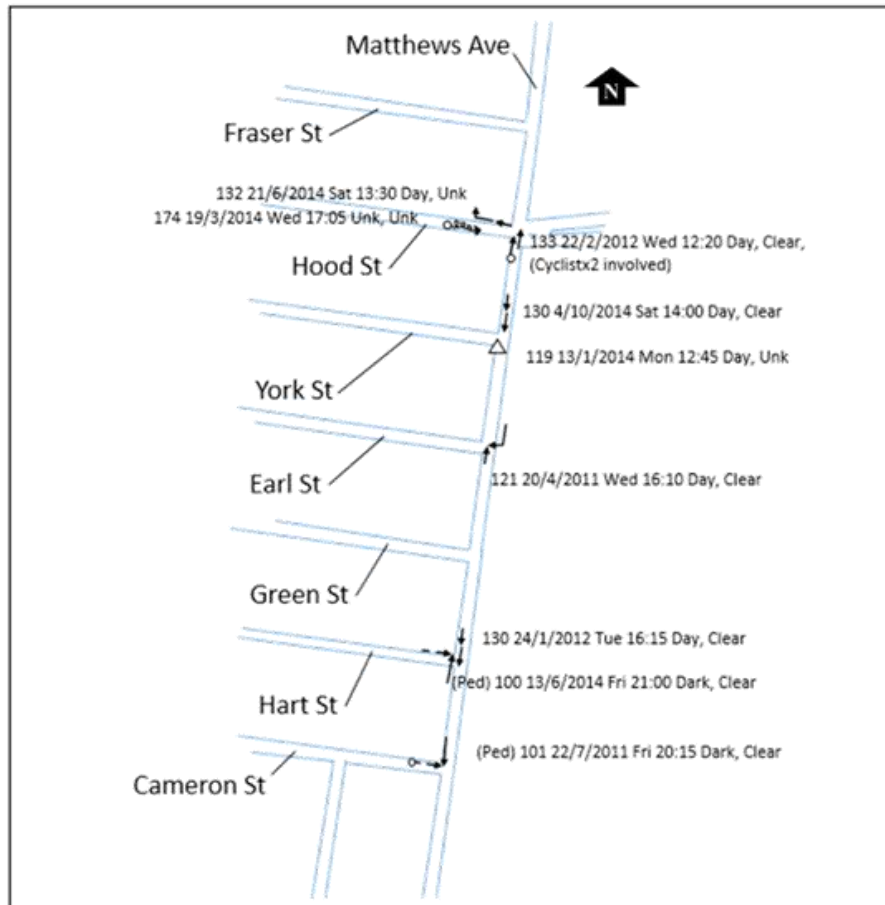 Matthews Ave
N
Fraser St
132 21/6/2014 Sat 13:30 Day, Unk
174 19/3/2014 Wed 17:05 Unk, Unk
Hood St
133 22/2/2012 Wed 12:20 Day, Clear,
(Cyclistx2 involved)
130 4/10/2014 Sat 14:00 Day, Clear
119 13/1/2014 Mon 12:45 Day, Unk
York St
121 20/4/2011 Wed 16:10 Day, Clear
Earl St
Green St
130 24/1/2012 Tue 16:15 Day, Clear
(Ped) 100 13/6/2014 Fri 21:00 Dark, Clear
Hart St
(Ped) 101 22/7/2011 Fri 20:15 Dark, Clear
Cameron St